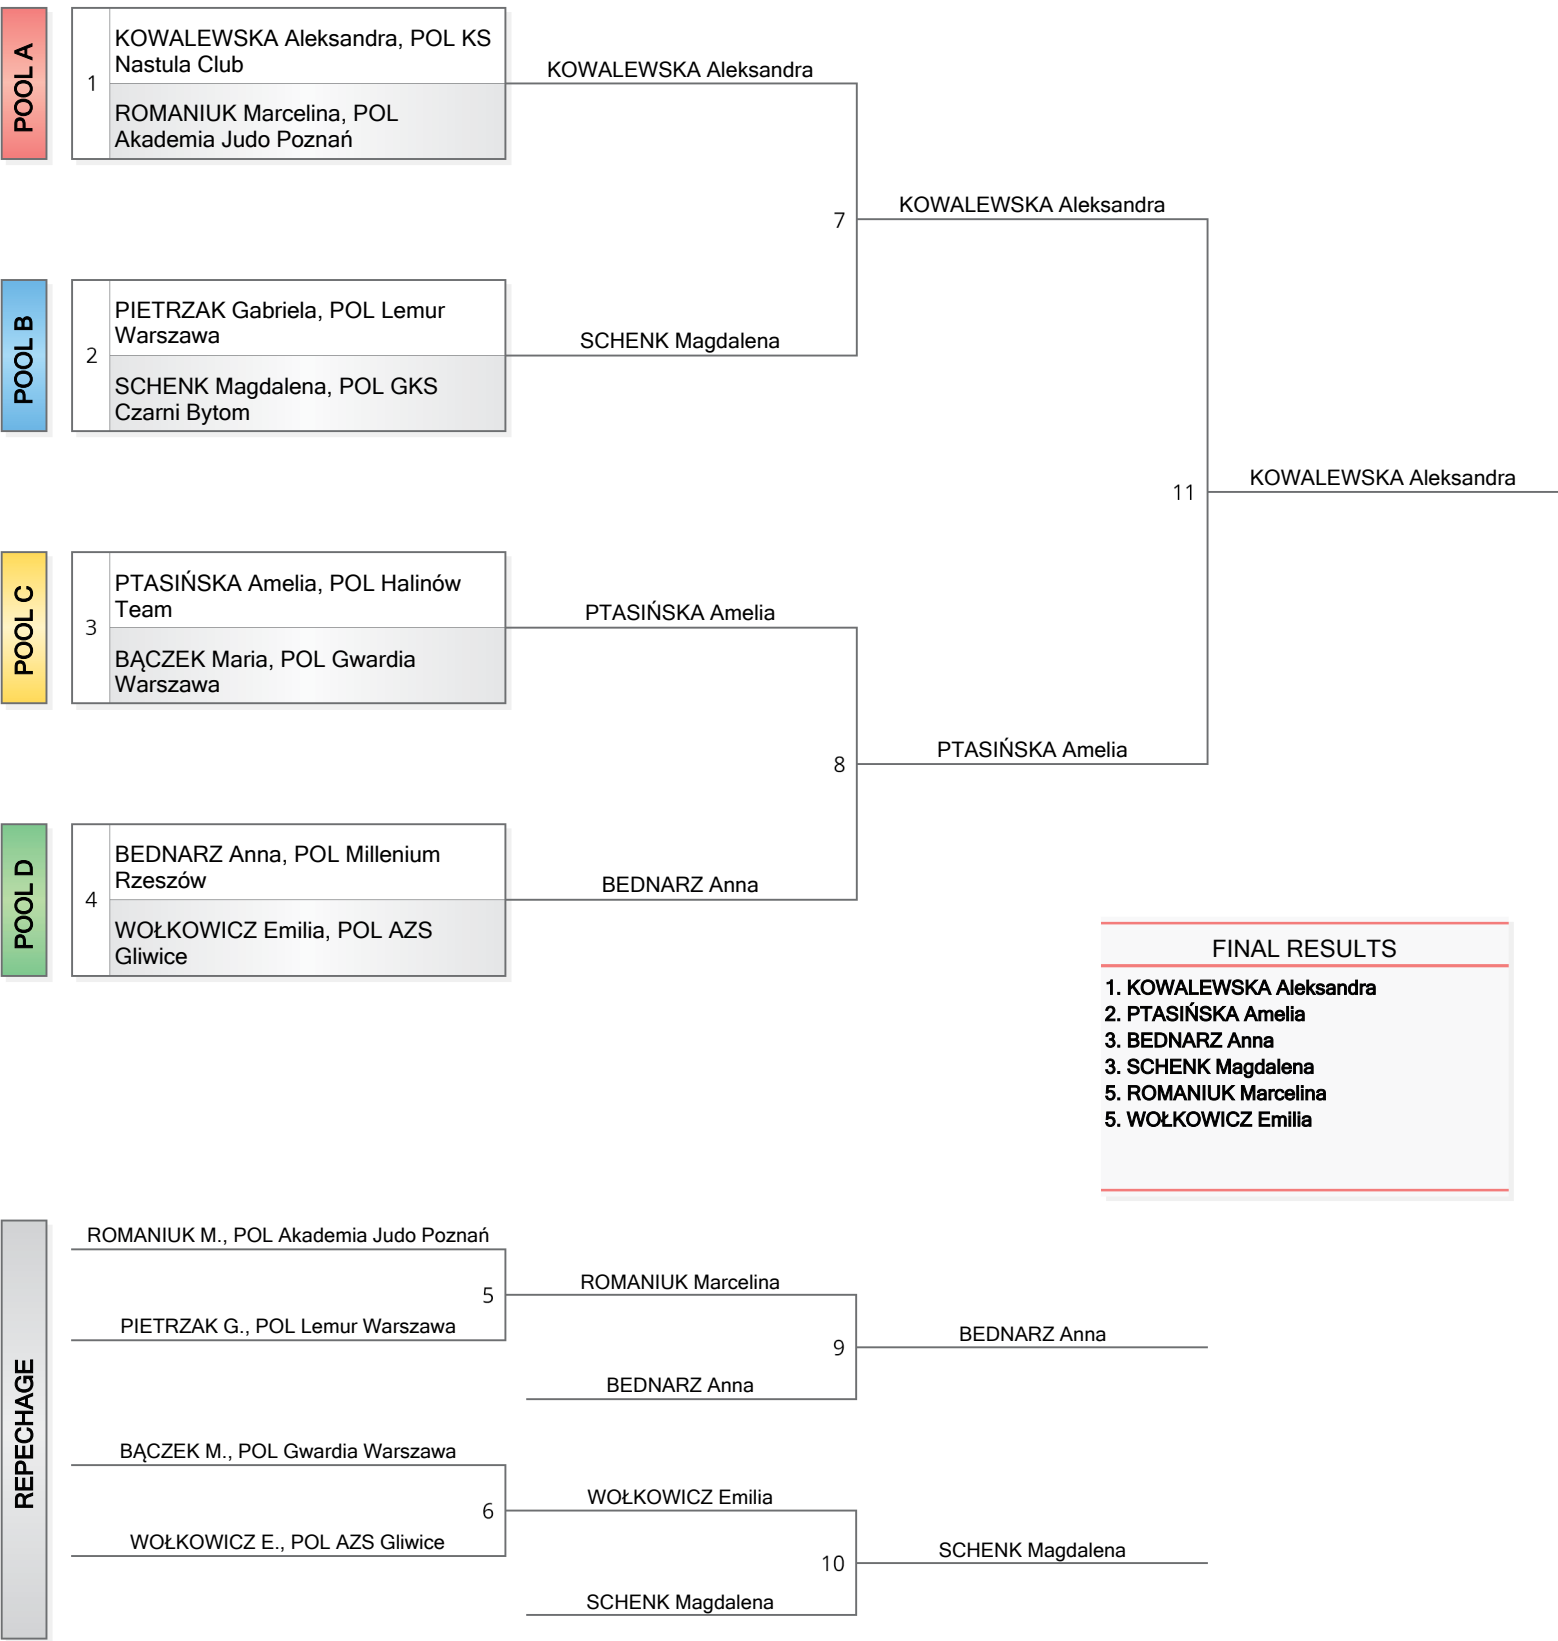 POOL A
1
KOWALEWSKA Aleksandra, POL KS
Nastula Club
ROMANIUK Marcelina, POL
Akademia Judo Poznań
KOWALEWSKA Aleksandra
7
KOWALEWSKA Aleksandra
POOL B
2
PIETRZAK Gabriela, POL Lemur
Warszawa
SCHENK Magdalena, POL GKS
Czarni Bytom
SCHENK Magdalena
11
KOWALEWSKA Aleksandra
POOL C
3
PTASIŃSKA Amelia, POL Halinów
Team
BĄCZEK Maria, POL Gwardia
Warszawa
PTASIŃSKA Amelia
8
PTASIŃSKA Amelia
POOL D
4
BEDNARZ Anna, POL Millenium
Rzeszów
WOŁKOWICZ Emilia, POL AZS
Gliwice
BEDNARZ Anna
FINAL RESULTS
1. KOWALEWSKA Aleksandra
2. PTASIŃSKA Amelia
3. BEDNARZ Anna
3. SCHENK Magdalena
5. ROMANIUK Marcelina
5. WOŁKOWICZ Emilia
REPECHAGE
ROMANIUK M., POL Akademia Judo Poznań
5
PIETRZAK G., POL Lemur Warszawa
ROMANIUK Marcelina
9
BEDNARZ Anna
BEDNARZ Anna
BĄCZEK M., POL Gwardia Warszawa
6
WOŁKOWICZ E., POL AZS Gliwice
WOŁKOWICZ Emilia
10
SCHENK Magdalena
SCHENK Magdalena